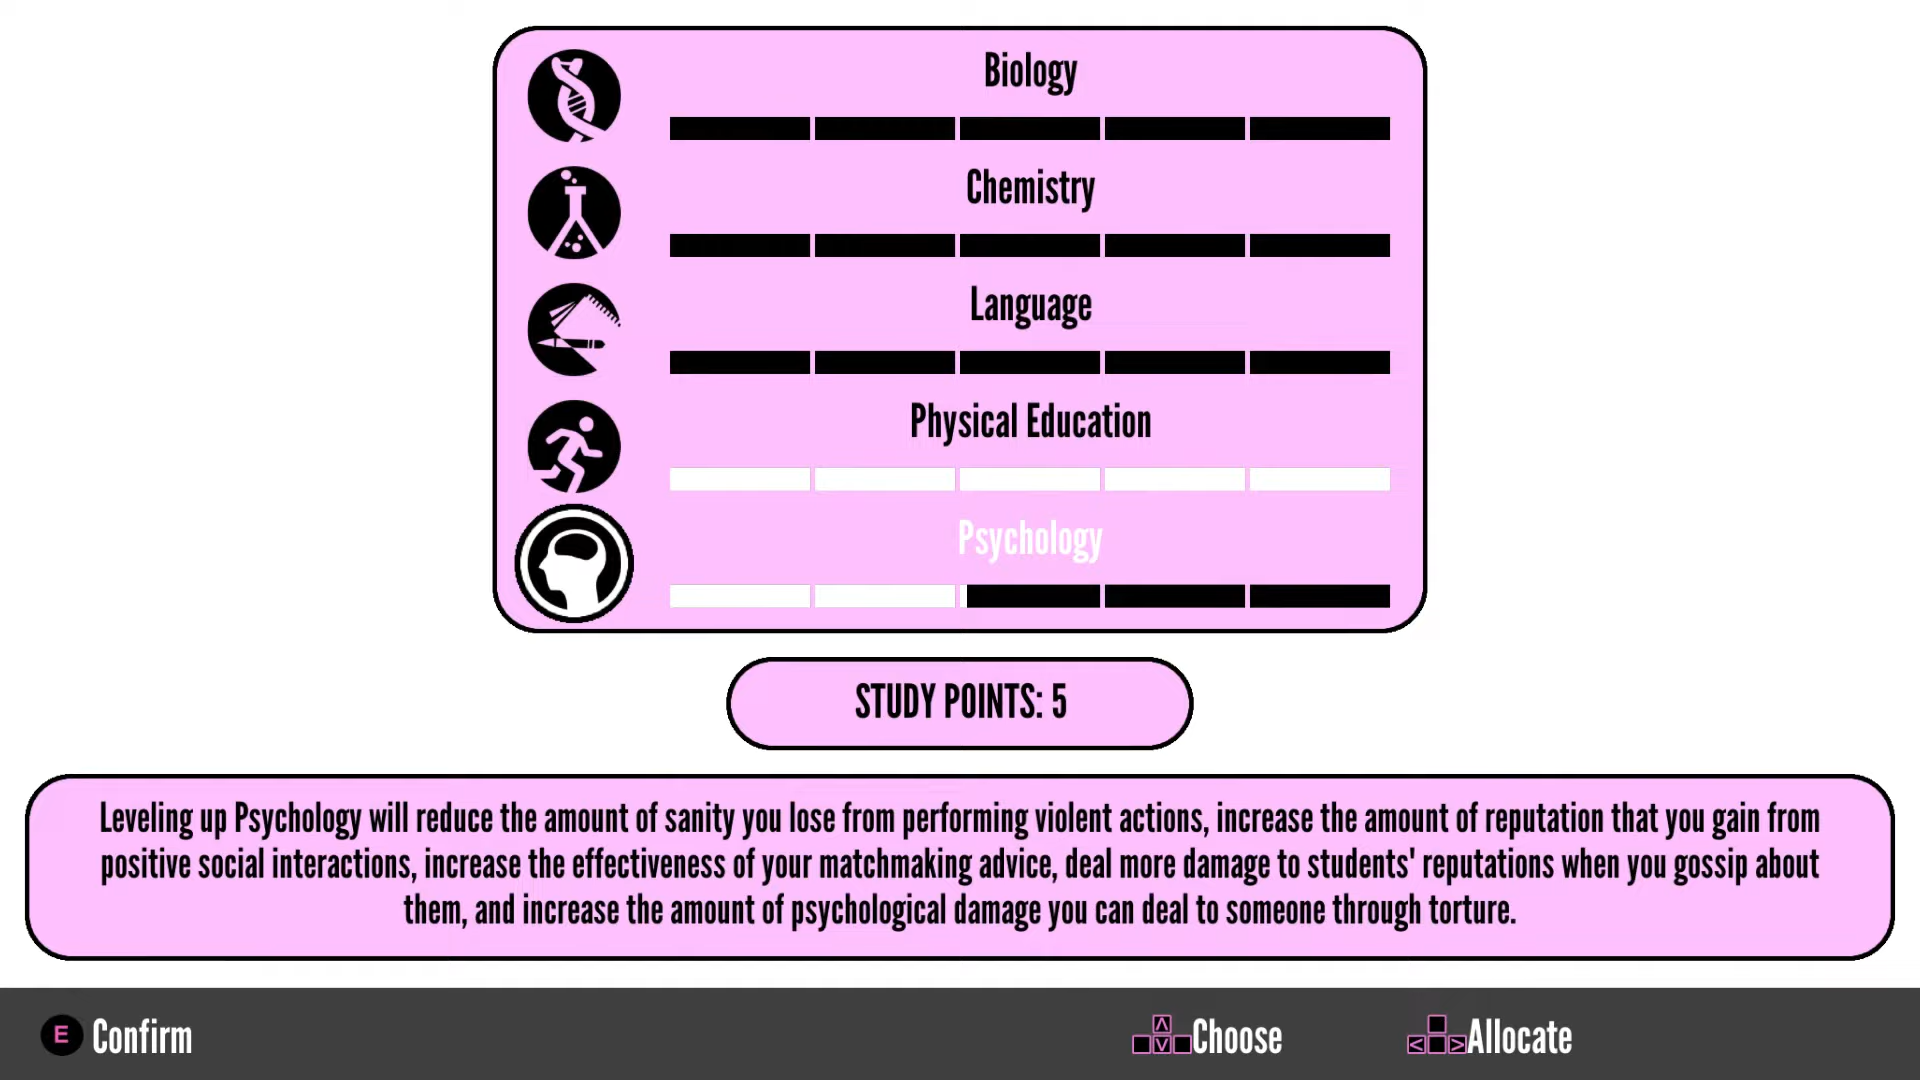 Biology
Chemistry
Language
Physical Education
Psychology
STUDY POINTS: 5
Leveling up Psychology will reduce the amount of sanity you lose from performing violent actions, increase the amount of reputation that you gain from
positive social interactions, increase the effectiveness of your matchmaking advice, deal more damage to students' reputations when you gossip about
them, and increase the amount of psychological damage you can deal to someone through torture.
E Confirm
Choose
Allocate